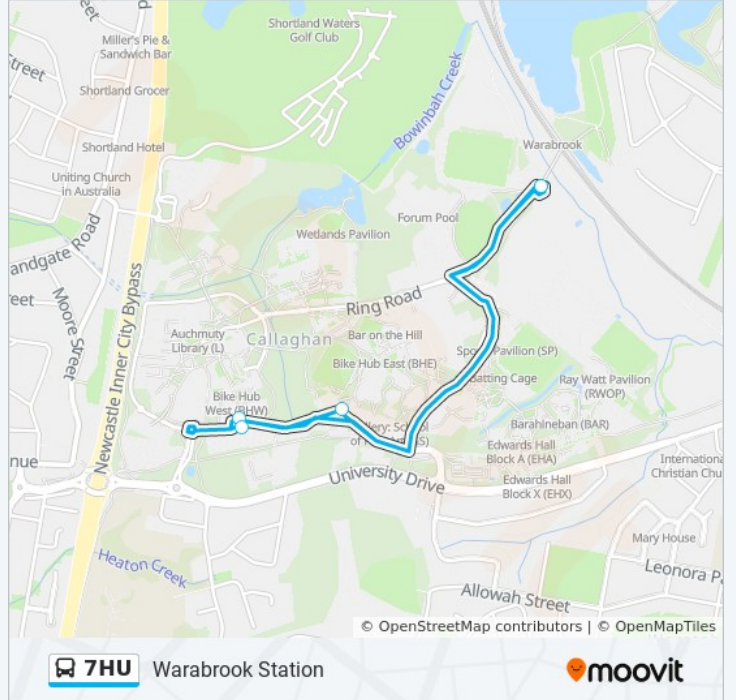 Shortland Waters
Golf Club
Miller's Pie &
Sandwich Bar
Street
Shortland Grocer
Bowinbah Creek
Shortland Hotel
Warabrook
Uniting Church
in Australia
Forum Pool
Wetlands Pavilion
andgate Road
eet
Moore Street
Newcastle Inner City Bypass
Ring Road
Auchmuty
Library (L)
Callaghan
Bar on the Hill
Bike Hub East (BHE)
Pavilion (SP)
Batting Cage
Ray Watt Pavilion
(RWOP)
Bike Hub
West (BHW)
Barahineban (BAR)
Edwards Hall
Block A (EHA)
nue
University Drive
Internationa
Christian Chu
Edwards Hall
Block X (EHX)
Mary House
Heaton Creek
Leonora P
Allowah Street
© OpenStreetMap contributors | © OpenMapTiles
7HU Warabrook Station
moovit